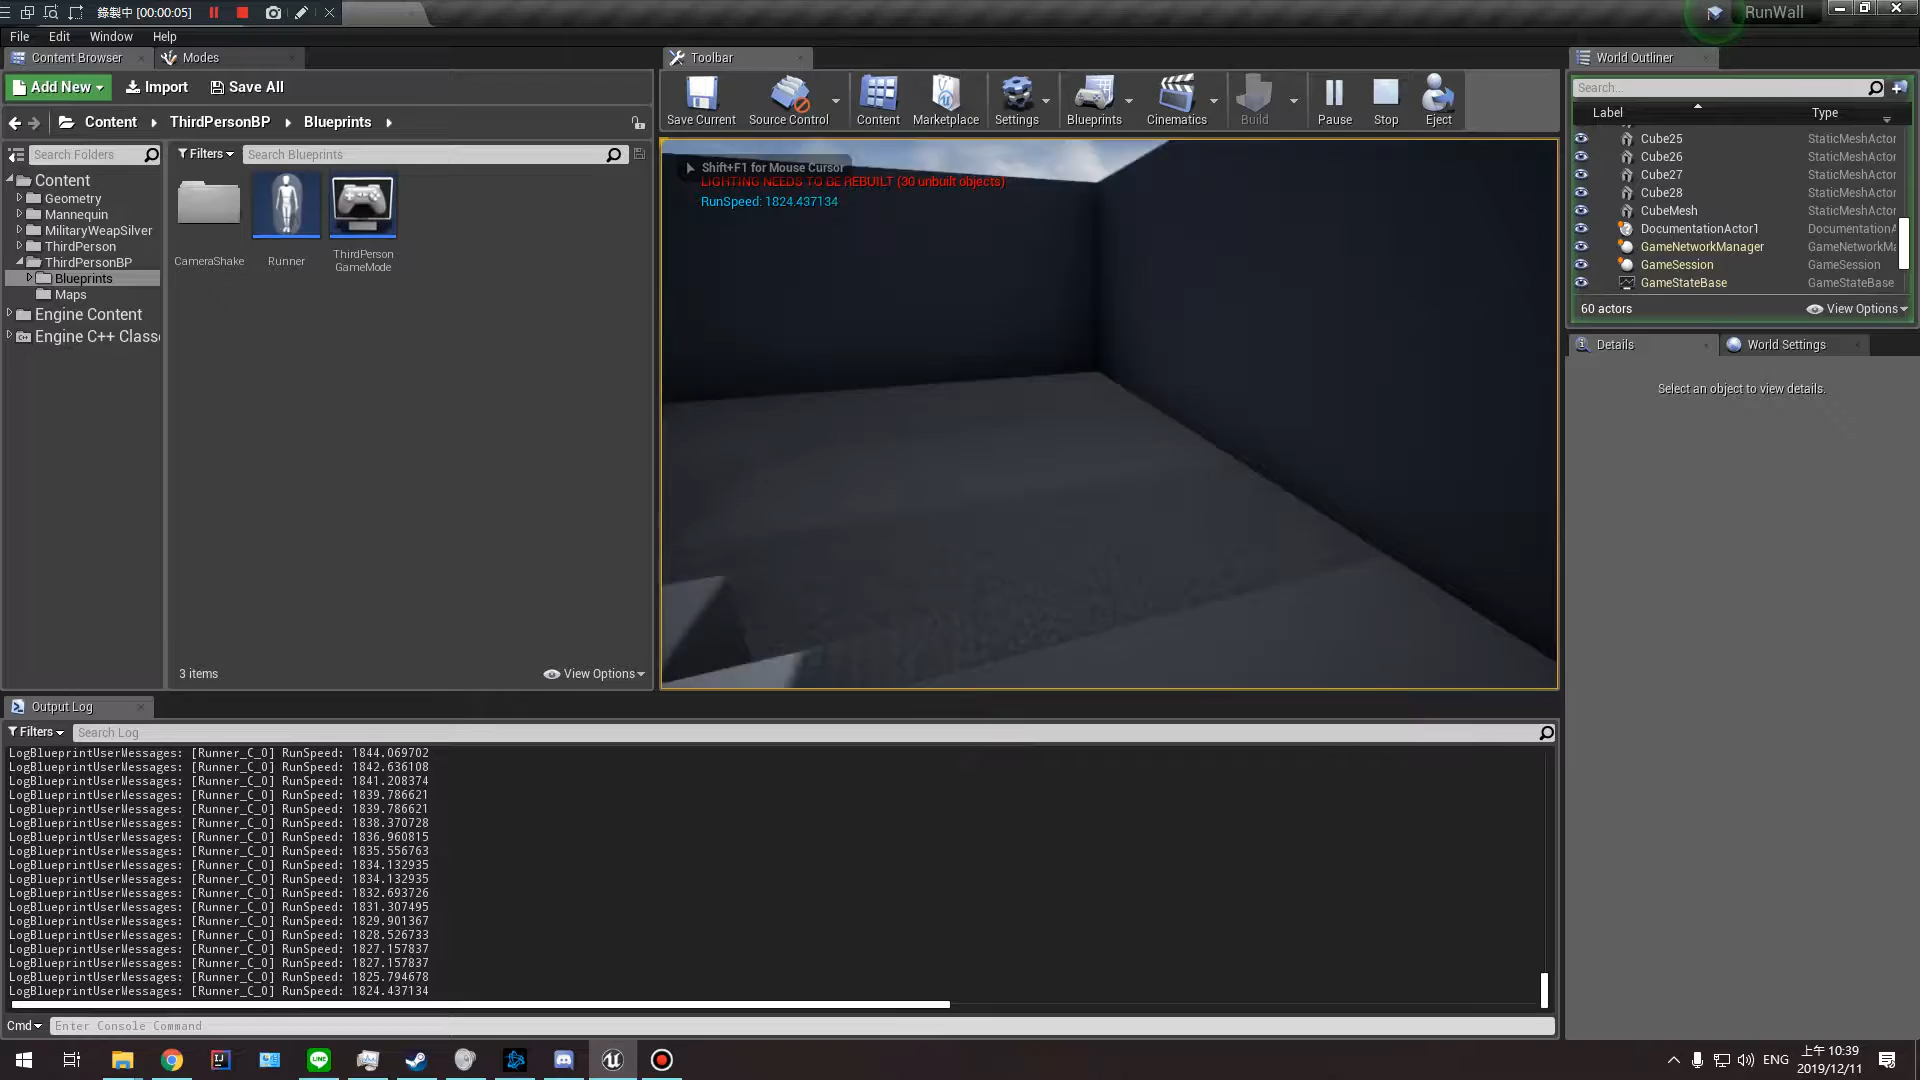 錄製中 [00:00:05]
RunWall
File Edit Window Help
Content Browser
Modes
Toolbar
World Outliner
Add New
Import
Save All
Save Current
Source Control
Content
Marketplace
Settings
Blueprints
Cinematics
Build
Pause
Stop
Eject
Search...
Label Type
Content ThirdPersonBP Blueprints
Search Folders
Filters
Search Blueprints
Content
Geometry
Mannequin
MilitaryWeapSilver
ThirdPerson
ThirdPersonBP
Blueprints
Maps
Engine Content
Engine C++ Classe
CameraShake
Runner
ThirdPerson
GameMode
3 items
View Options
Shift+F1 for Mouse Cursor
LIGHTING NEEDS TO BE REBUILT (30 unbuilt objects)
RunSpeed: 1824.437134
Cube25 StaticMeshActor
Cube26 StaticMeshActor
Cube27 StaticMeshActor
Cube28 StaticMeshActor
CubeMesh StaticMeshActor
DocumentationActor1 DocumentationA
GameNetworkManager GameNetworkMa
GameSession GameSession
GameStateBase GameStateBase
60 actors
View Options
Details
World Settings
Select an object to view details.
Output Log
Filters
Search Log
LogBlueprintUserMessages: [Runner_C_0] RunSpeed: 1844.069702
LogBlueprintUserMessages: [Runner_C_0] RunSpeed: 1842.636108
LogBlueprintUserMessages: [Runner_C_0] RunSpeed: 1841.208374
LogBlueprintUserMessages: [Runner_C_0] RunSpeed: 1839.786621
LogBlueprintUserMessages: [Runner_C_0] RunSpeed: 1839.786621
LogBlueprintUserMessages: [Runner_C_0] RunSpeed: 1838.370728
LogBlueprintUserMessages: [Runner_C_0] RunSpeed: 1836.960815
LogBlueprintUserMessages: [Runner_C_0] RunSpeed: 1835.556763
LogBlueprintUserMessages: [Runner_C_0] RunSpeed: 1834.132935
LogBlueprintUserMessages: [Runner_C_0] RunSpeed: 1834.132935
LogBlueprintUserMessages: [Runner_C_0] RunSpeed: 1832.693726
LogBlueprintUserMessages: [Runner_C_0] RunSpeed: 1831.307495
LogBlueprintUserMessages: [Runner_C_0] RunSpeed: 1829.901367
LogBlueprintUserMessages: [Runner_C_0] RunSpeed: 1828.526733
LogBlueprintUserMessages: [Runner_C_0] RunSpeed: 1827.157837
LogBlueprintUserMessages: [Runner_C_0] RunSpeed: 1827.157837
LogBlueprintUserMessages: [Runner_C_0] RunSpeed: 1825.794678
LogBlueprintUserMessages: [Runner_C_0] RunSpeed: 1824.437134
Cmd
Enter Console Command
ENG
上午 10:39
2019/12/11